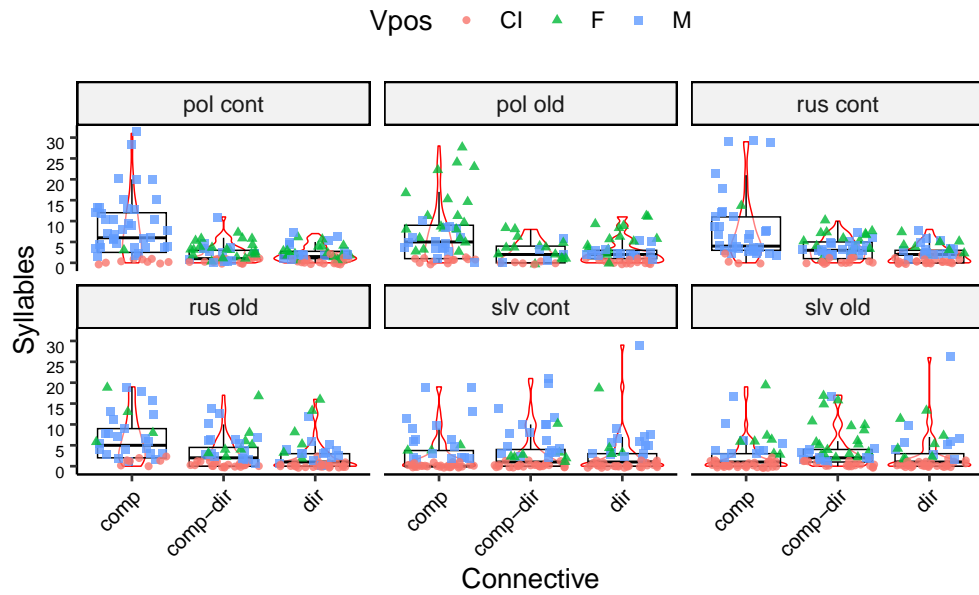 Vpos CI F M
pol cont pol old rus cont
30
25
20
15
10
5
0
rus old slv cont slv old
30
25
20
15
10
5
0
Syllables
comp comp-dir dir comp comp-dir dir comp comp-dir dir
Connective